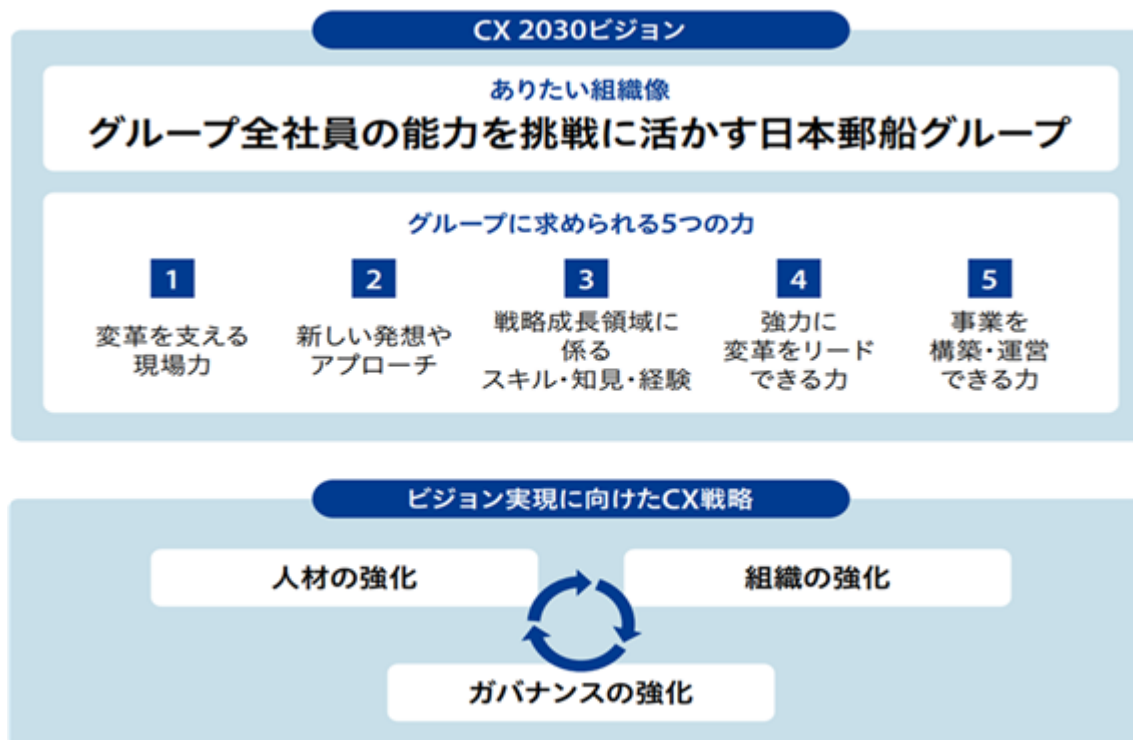 CX 2030ビジョン
ありたい組織像
グループ全社員の能力を挑戦に活かす日本郵船グループ
グループに求められる5つの力
1
変革を支える
現場力
2
新しい発想や
アプローチ
3
戦略成長領域に
係る
スキル・知見・経験
4
強力に
変革をリード
できる力
5
事業を
構築・運営
できる力
ビジョン実現に向けたCX戦略
人材の強化
組織の強化
ガバナンスの強化